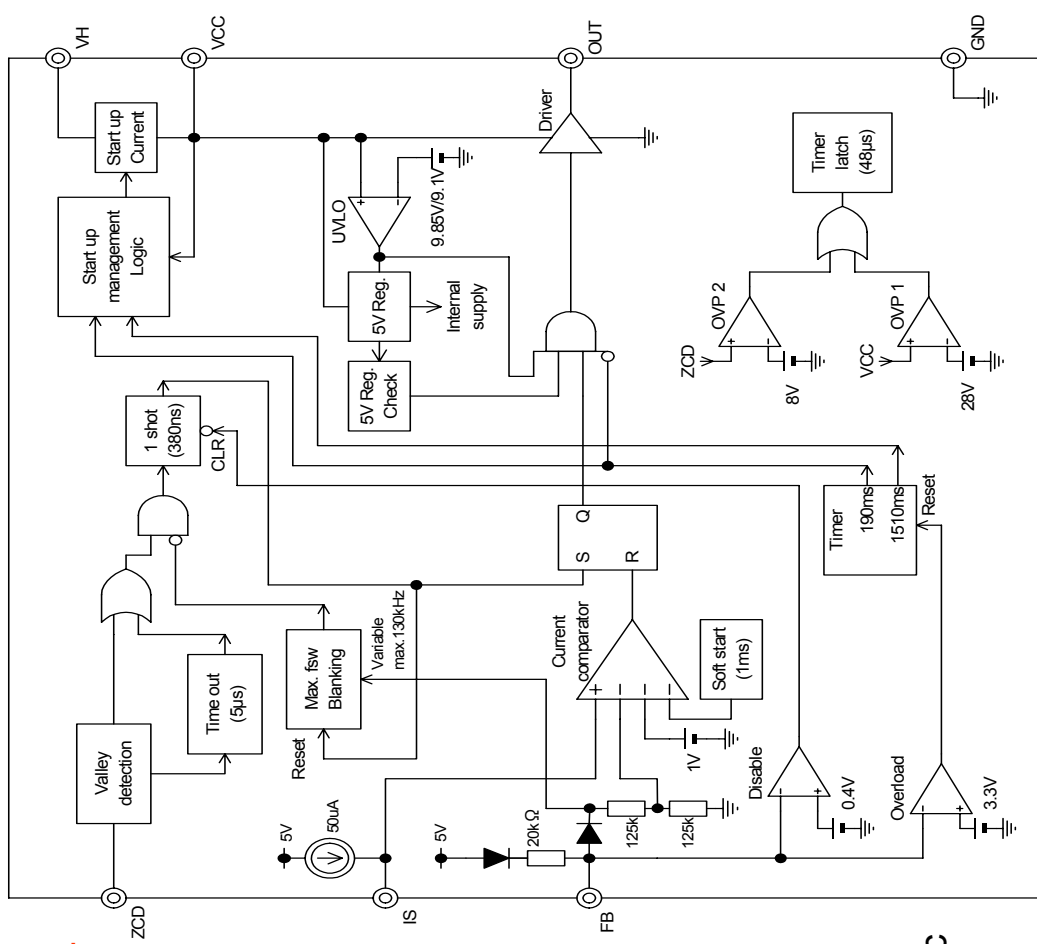 VH
VCC
OUT
GND
Start up
Current
Start up
management
Logic
Driver
UVLO
9.85V/9.1V
5V Reg.
Internal
supply
5V Reg.
Check
1 shot
(380ns)
CLR
Timer
latch
(48μs)
OVP 2
ZCD
8V
OVP 1
VCC
28V
Valley
detection
Time out
(5μs)
Max. fsw
Blanking
Reset
Variable
max.130kHz
S
Q
R
Current
comparator
Soft start
(1ms)
1V
Timer
190ms
1510ms
Reset
Disable
0.4V
Overload
3.3V
5V
50uA
5V
20kΩ
125k
125k
ZCD
IS
FB
+
−
+
−
−
−
−
+
−
+
+
−
+
−